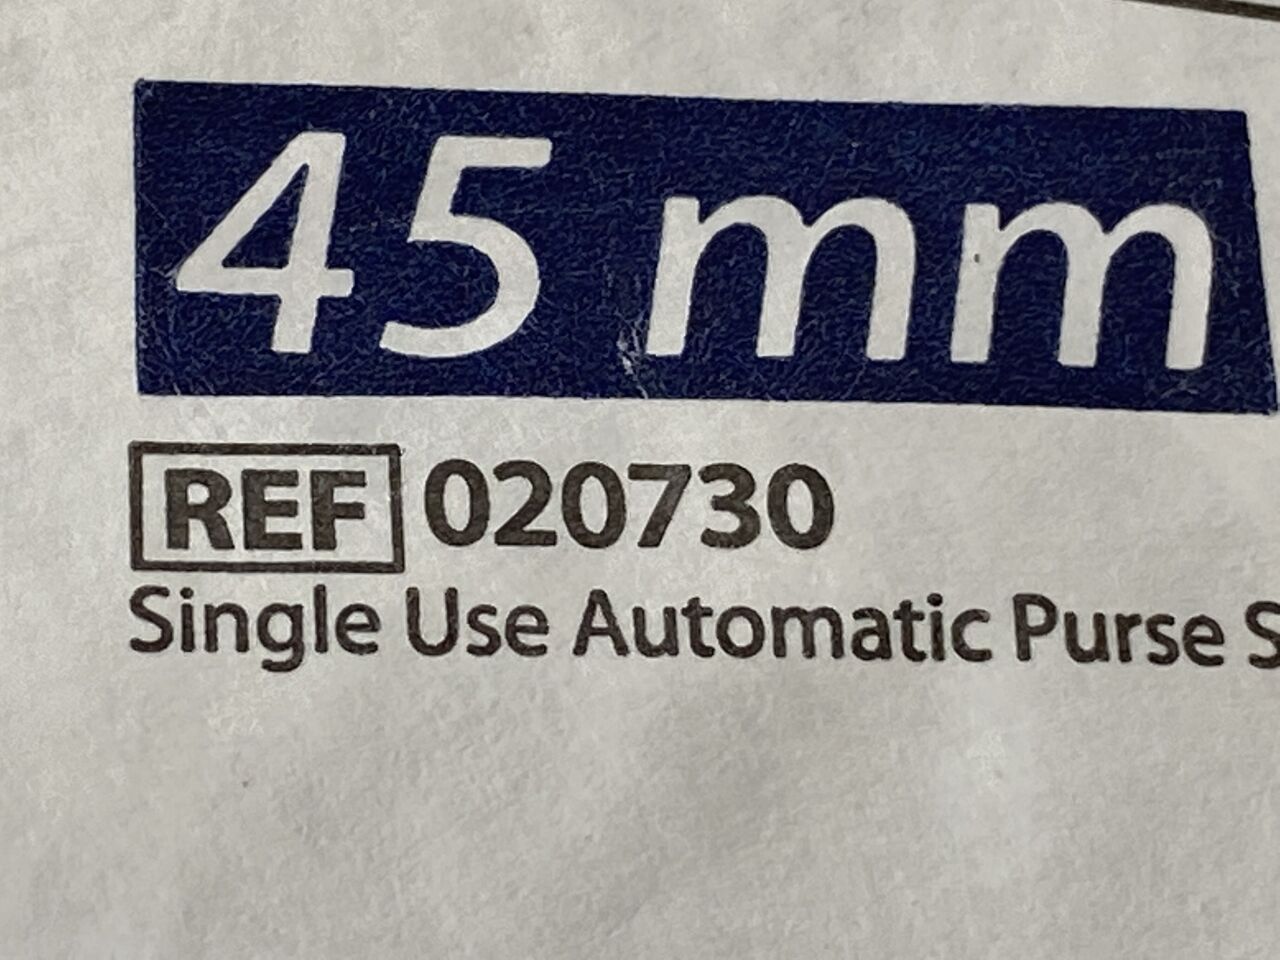 45 mm
REF 020730
Single Use Automatic Purse S